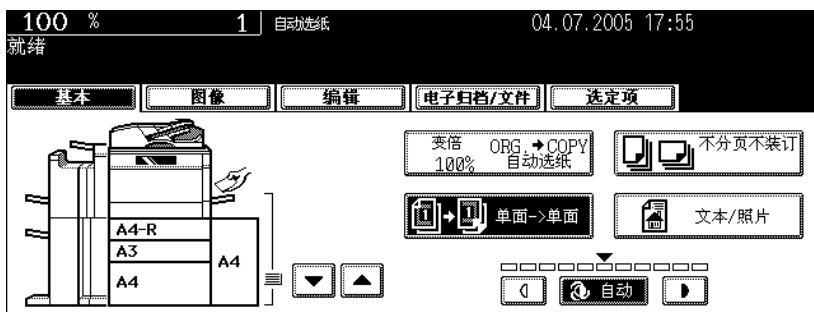 100 % 1 自动选纸 04.07.2005 17:55
就绪
基本 图像 编辑 电子归档/文件 选定项
变倍 ORG.→COPY
100% 自动选纸
不分页不装订
1→1 单面->单面
文本/照片
A4-R
A3
A4
A4
自动